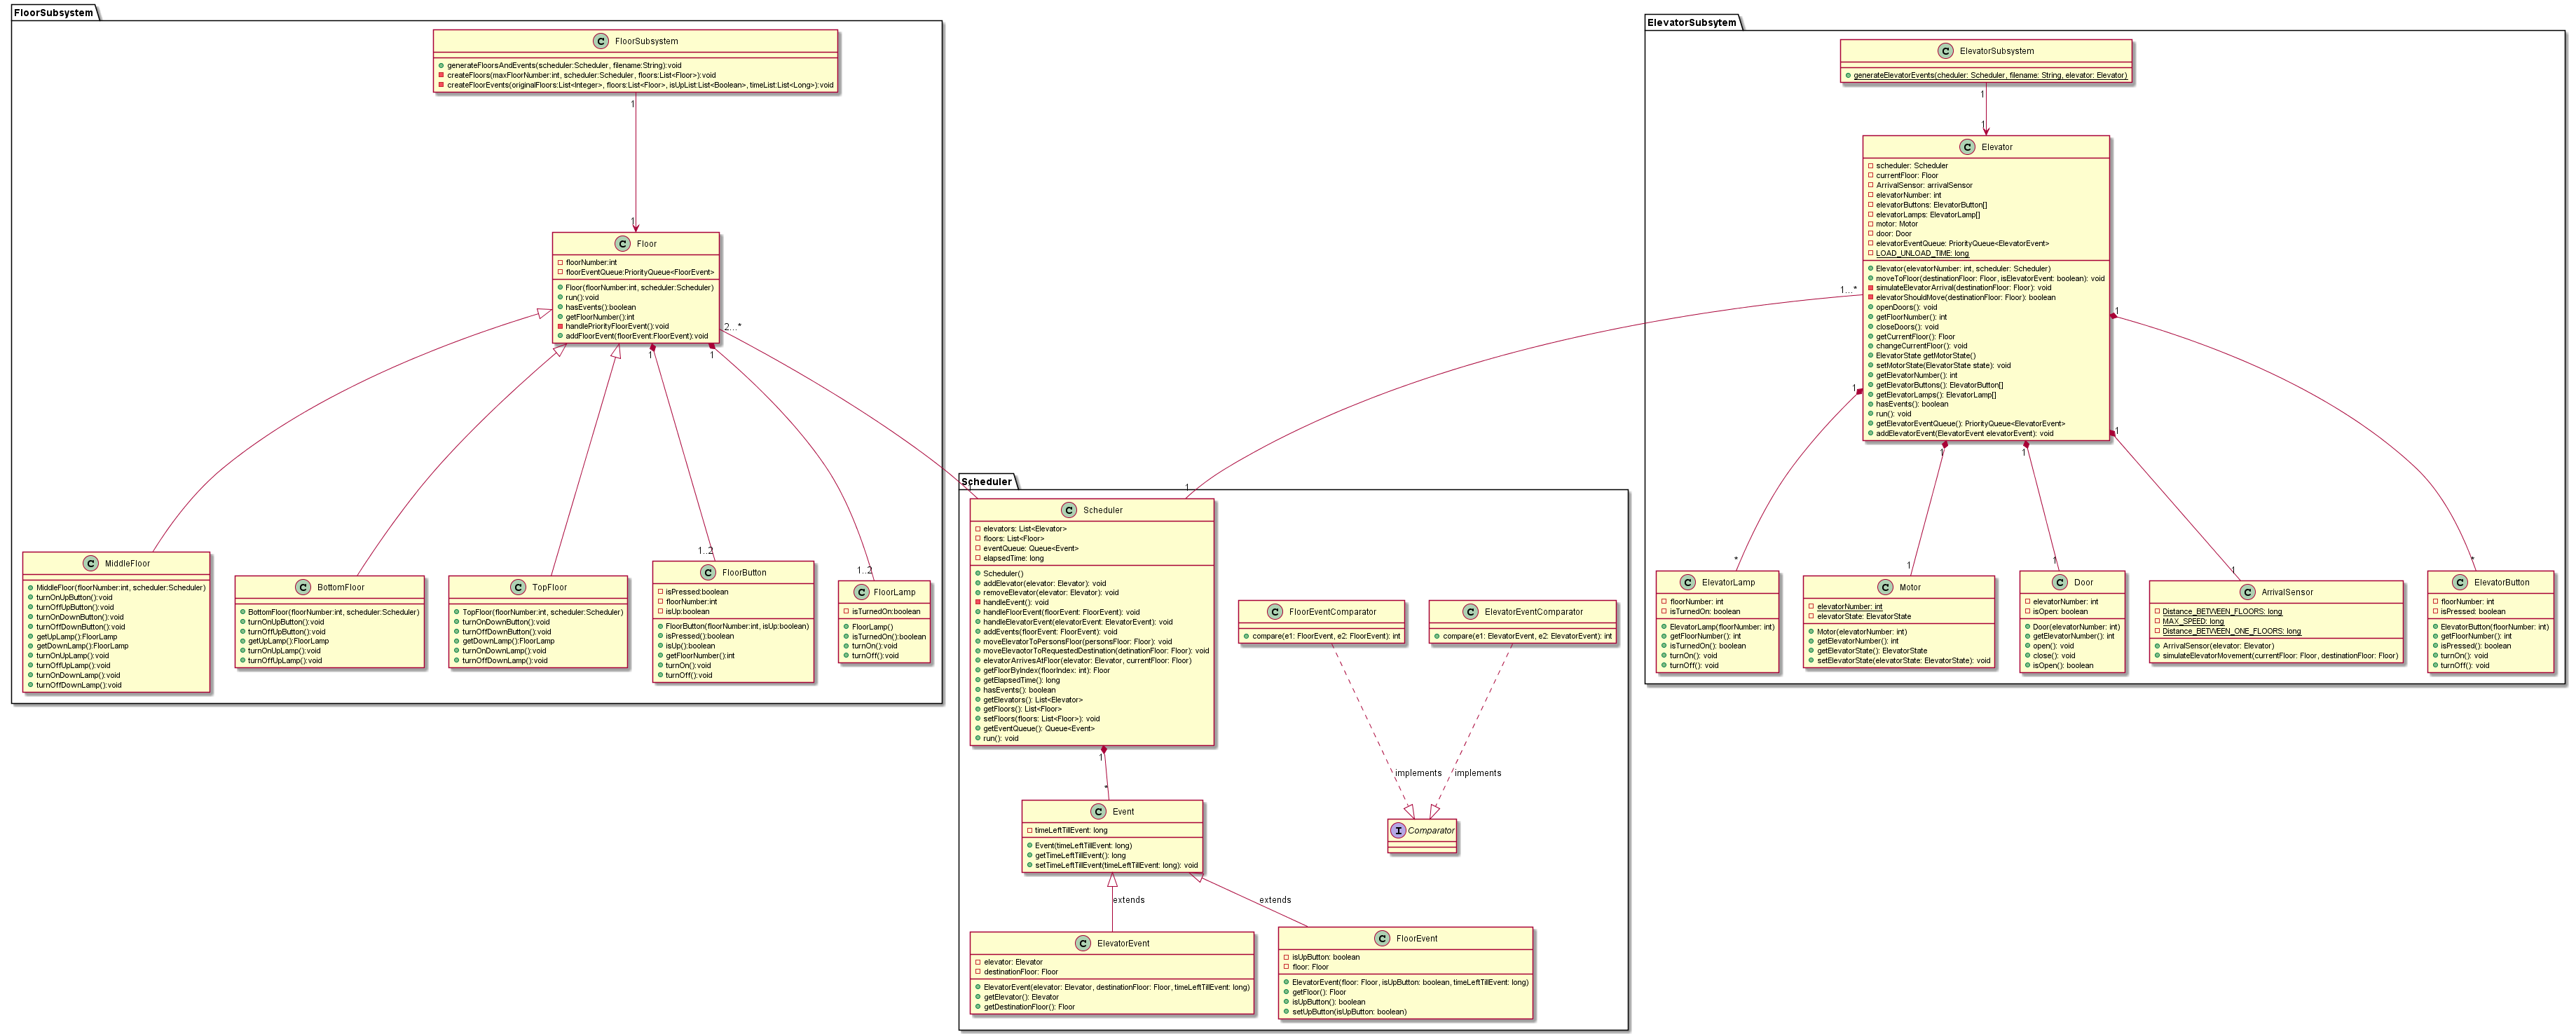 FloorSubsystem
FloorSubsystem
generateFloorsAndEvents(scheduler:Scheduler, filename:String):void
createFloors(maxFloorNumber:int, scheduler:Scheduler, floors:List<Floor>):void
createFloorEvents(originalFloors:List<Integer>, floors:List<Floor>, isUpList:List<Boolean>, timeList:List<Long>):void
1
1
Floor
floorNumber:int
floorEventQueue:PriorityQueue<FloorEvent>
Floor(floorNumber:int, scheduler:Scheduler)
run():void
hasEvents():boolean
getFloorNumber():int
handlePriorityFloorEvent():void
addFloorEvent(floorEvent:FloorEvent):void
2...*
1
1
1..2
1..2
MiddleFloor
MiddleFloor(floorNumber:int, scheduler:Scheduler)
turnOnUpButton():void
turnOffUpButton():void
turnOnDownButton():void
turnOffDownButton():void
getUpLamp():FloorLamp
getDownLamp():FloorLamp
turnOnUpLamp():void
turnOffUpLamp():void
turnOnDownLamp():void
turnOffDownLamp():void
BottomFloor
BottomFloor(floorNumber:int, scheduler:Scheduler)
turnOnUpButton():void
turnOffUpButton():void
getUpLamp():FloorLamp
turnOnUpLamp():void
turnOffUpLamp():void
TopFloor
TopFloor(floorNumber:int, scheduler:Scheduler)
turnOnDownButton():void
turnOffDownButton():void
getDownLamp():FloorLamp
turnOnDownLamp():void
turnOffDownLamp():void
FloorButton
isPressed:boolean
floorNumber:int
isUp:boolean
FloorButton(floorNumber:int, isUp:boolean)
isPressed():boolean
isUp():boolean
getFloorNumber():int
turnOn():void
turnOff():void
FloorLamp
isTurnedOn:boolean
FloorLamp()
isTurnedOn():boolean
turnOn():void
turnOff():void
Scheduler
1
1
Scheduler
elevators: List<Elevator>
floors: List<Floor>
eventQueue: Queue<Event>
elapsedTime: long
Scheduler()
addElevator(elevator: Elevator): void
removeElevator(elevator: Elevator): void
handleEvent(): void
handleFloorEvent(floorEvent: FloorEvent): void
handleElevatorEvent(elevatorEvent: ElevatorEvent): void
addEvents(floorEvent: FloorEvent): void
moveElevatorToPersonsFloor(personsFloor: Floor): void
moveElevatorToRequestedDestination(detinationFloor: Floor): void
elevatorArrivesAtFloor(elevator: Elevator, currentFloor: Floor)
getFloorByIndex(floorIndex: int): Floor
getElapsedTime(): long
hasEvents(): boolean
getElevators(): List<Elevator>
getFloors(): List<Floor>
setFloors(floors: List<Floor>): void
getEventQueue(): Queue<Event>
run(): void
FloorEventComparator
compare(e1: FloorEvent, e2: FloorEvent): int
ElevatorEventComparator
compare(e1: ElevatorEvent, e2: ElevatorEvent): int
implements
implements
Comparator
1
*
Event
timeLeftTillEvent: long
Event(timeLeftTillEvent: long)
getTimeLeftTillEvent(): long
setTimeLeftTillEvent(timeLeftTillEvent: long): void
extends
extends
ElevatorEvent
elevator: Elevator
destinationFloor: Floor
ElevatorEvent(elevator: Elevator, destinationFloor: Floor, timeLeftTillEvent: long)
getElevator(): Elevator
getDestinationFloor(): Floor
FloorEvent
isUpButton: boolean
floor: Floor
ElevatorEvent(floor: Floor, isUpButton: boolean, timeLeftTillEvent: long)
getFloor(): Floor
isUpButton(): boolean
setUpButton(isUpButton: boolean)
ElevatorSubsytem
ElevatorSubsystem
generateElevatorEvents(cheduler: Scheduler, filename: String, elevator: Elevator)
1
1
Elevator
scheduler: Scheduler
currentFloor: Floor
ArrivalSensor: arrivalSensor
elevatorNumber: int
elevatorButtons: ElevatorButton[]
elevatorLamps: ElevatorLamp[]
motor: Motor
door: Door
elevatorEventQueue: PriorityQueue<ElevatorEvent>
LOAD_UNLOAD_TIME: long
Elevator(elevatorNumber: int, scheduler: Scheduler)
moveToFloor(destinationFloor: Floor, isElevatorEvent: boolean): void
simulateElevatorArrival(destinationFloor: Floor): void
elevatorShouldMove(destinationFloor: Floor): boolean
openDoors(): void
getFloorNumber(): int
closeDoors(): void
getCurrentFloor(): Floor
changeCurrentFloor(): void
ElevatorState getMotorState()
setMotorState(ElevatorState state): void
getElevatorNumber(): int
getElevatorButtons(): ElevatorButton[]
getElevatorLamps(): ElevatorLamp[]
hasEvents(): boolean
run(): void
getElevatorEventQueue(): PriorityQueue<ElevatorEvent>
addElevatorEvent(ElevatorEvent elevatorEvent): void
1...*
1
1
1
1
1
*
1
1
1
*
ElevatorLamp
floorNumber: int
isTurnedOn: boolean
ElevatorLamp(floorNumber: int)
getFloorNumber(): int
isTurnedOn(): boolean
turnOn(): void
turnOff(): void
Motor
elevatorNumber: int
elevatorState: ElevatorState
Motor(elevatorNumber: int)
getElevatorNumber(): int
getElevatorState(): ElevatorState
setElevatorState(elevatorState: ElevatorState): void
Door
elevatorNumber: int
isOpen: boolean
Door(elevatorNumber: int)
getElevatorNumber(): int
open(): void
close(): void
isOpen(): boolean
ArrivalSensor
Distance_BETWEEN_FLOORS: long
MAX_SPEED: long
Distance_BETWEEN_ONE_FLOORS: long
ArrivalSensor(elevator: Elevator)
simulateElevatorMovement(currentFloor: Floor, destinationFloor: Floor)
ElevatorButton
floorNumber: int
isPressed: boolean
ElevatorButton(floorNumber: int)
getFloorNumber(): int
isPressed(): boolean
turnOn(): void
turnOff(): void